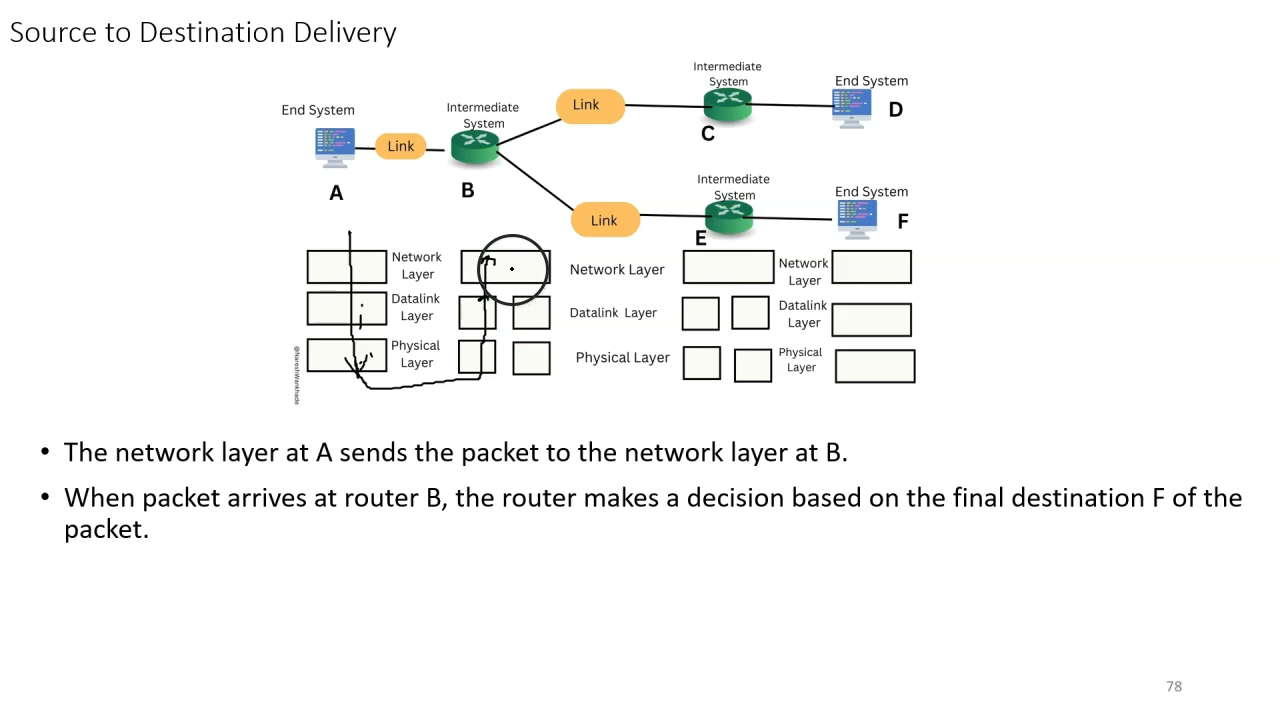 Source to Destination Delivery
Intermediate
System
End System
Link
D
C
End System
Intermediate
System
Link
A
B
Intermediate
System
End System
Link
F
E
Network
Layer
Network Layer
Network
Layer
Datalink
Layer
Datalink Layer
Datalink
Layer
Physical
Layer
Physical Layer
Physical
Layer
@NareshWankhade
• The network layer at A sends the packet to the network layer at B.
• When packet arrives at router B, the router makes a decision based on the final destination F of the
packet.
78